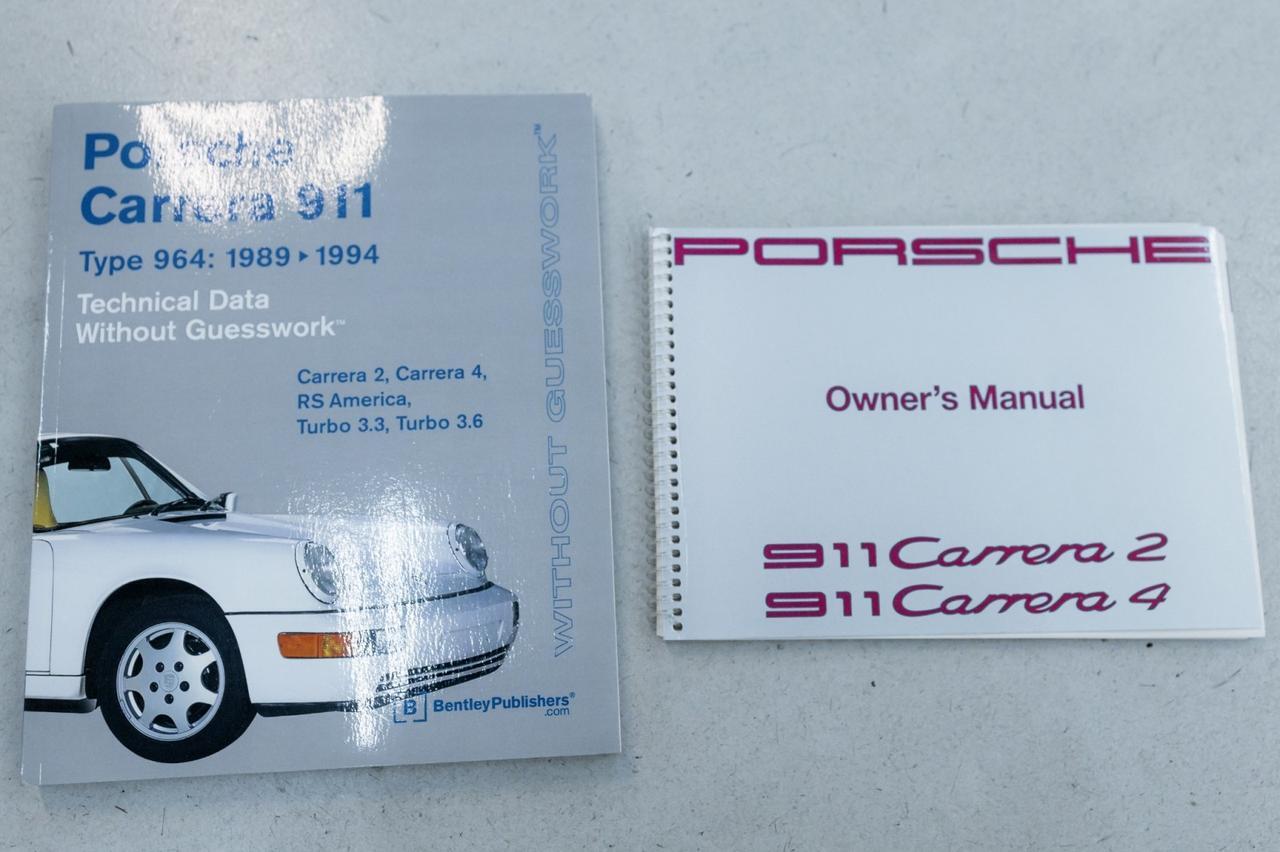 Porsche
Carrera 911
Type 964: 1989 ▸ 1994
Technical Data
Without Guesswork™
Carrera 2, Carrera 4,
RS America,
Turbo 3.3, Turbo 3.6
WITHOUT GUESSWORK™
B BentleyPublishers®
.com
PORSCHE
Owner's Manual
911 Carrera 2
911 Carrera 4